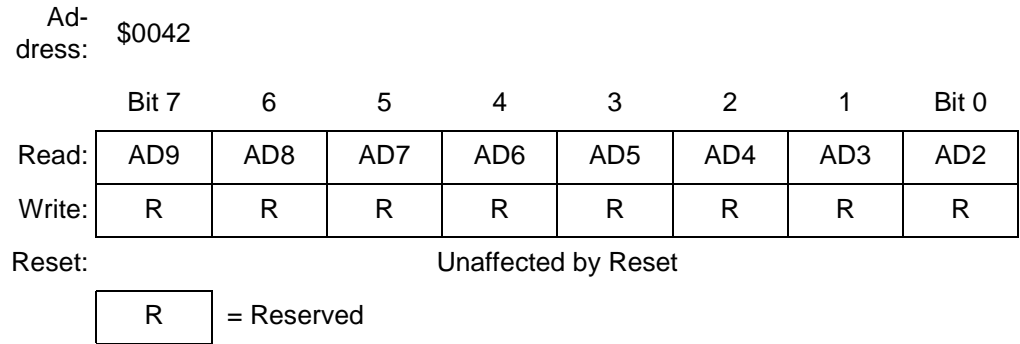 Ad-
dress: $0042
Bit 7 6 5 4 3 2 1 Bit 0
Read: AD9 AD8 AD7 AD6 AD5 AD4 AD3 AD2
Write: R R R R R R R R
Reset: Unaffected by Reset
R = Reserved